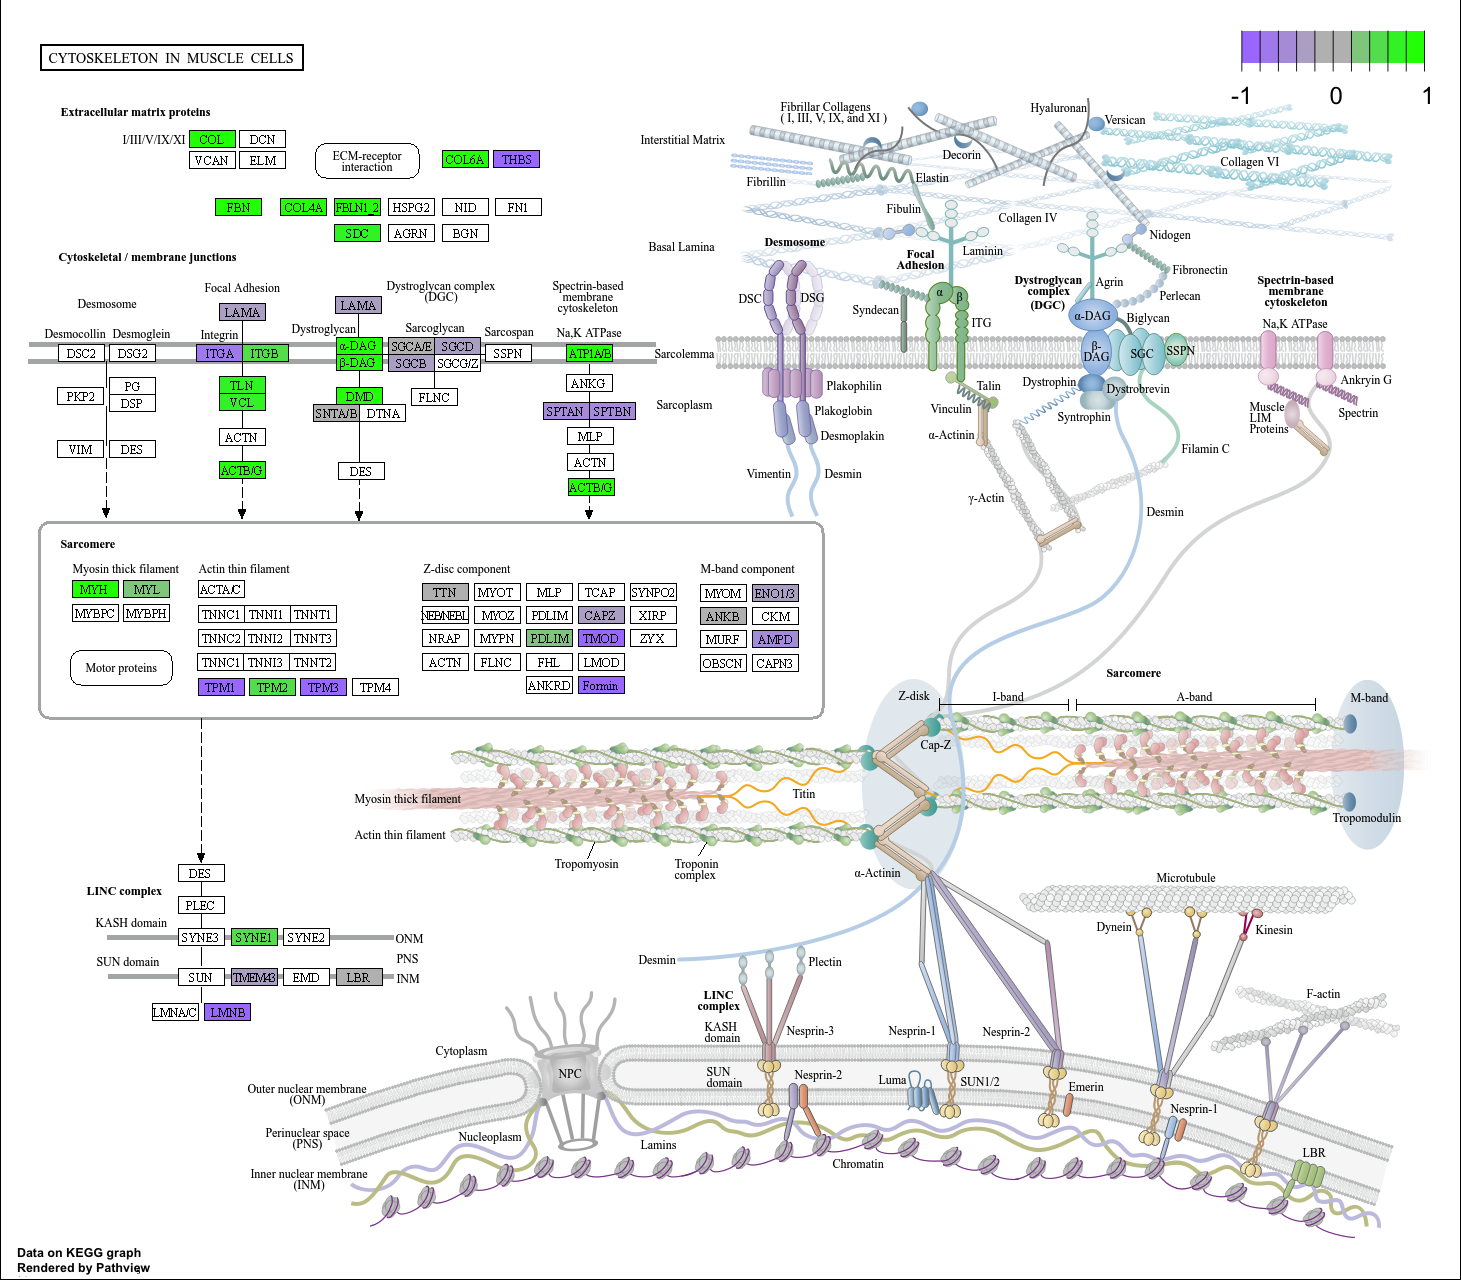 CYTOSKELETON IN MUSCLE CELLS
-1 0 1
Extracellular matrix proteins
I/III/V/IX/XI COL DCN
VCAN ELM
ECM-receptor
interaction
COL6A THBS
FBN COL4A FBLN1_2 HSPG2 NID FN1
SDC AGRN BGN
Cytoskeletal / membrane junctions
Desmosome
Desmocollin Desmoglein
DSC2 DSG2
PKP2 PG
DSP
VIM DES
Focal Adhesion
LAMA
Integrin
ITGA ITGB
TLN
VCL
ACTN
ACTB/G
Dystroglycan complex
(DGC)
LAMA
Dystroglycan Sarcoglycan Sarcospan
α-DAG SGCA/E SGCD SSPN
β-DAG SGCB SGCG/Z
DMD FLNC
SNTA/B DTNA
DES
Spectrin-based
membrane
cytoskeleton
Na,K ATPase
ATP1A/B
ANKG
SPTAN SPTBN
MLP
ACTN
ACTB/G
Sarcomere
Myosin thick filament
MYH MYL
MYBPC MYBPH
Motor proteins
Actin thin filament
ACTA/C
TNNC1 TNNI1 TNNT1
TNNC2 TNNI2 TNNT3
TNNC1 TNNI3 TNNT2
TPM1 TPM2 TPM3 TPM4
Z-disc component
TTN MYOT MLP TCAP SYNPO2
NEB/NEBL MYOZ PDLIM CAPZ XIRP
NRAP MYPN PDLIM TMOD ZYX
ACTN FLNC FHL LMOD
ANKRD Formin
M-band component
MYOM ENO1/3
ANKB CKM
MURF AMPD
OBSCN CAPN3
DES
LINC complex
PLEC
KASH domain
SYNE3 SYNE1 SYNE2 ONM
PNS
SUN domain
SUN TMEM43 EMD LBR INM
LMNA/C LMNB
Fibrillar Collagens
( I, III, V, IX, and XI )
Hyaluronan
Versican
Interstitial Matrix
Decorin
Collagen VI
Fibrillin
Elastin
Fibulin
Collagen IV
Nidogen
Basal Lamina
Desmosome
Focal
Adhesion
Laminin
Fibronectin
Dystroglycan
complex
(DGC)
Agrin
Perlecan
Spectrin-based
membrane
cytoskeleton
DSC
DSG
Syndecan
α
β
ITG
α-DAG
Biglycan
Na,K ATPase
Sarcolemma
β-
DAG
SGC
SSPN
Sarcoplasm
Plakophilin
Talin
Dystrophin
Dystrobrevin
Ankyrin G
Plakoglobin
Vinculin
Syntrophin
Muscle
LIM
Proteins
Spectrin
Desmoplakin
α-Actinin
Filamin C
Vimentin
Desmin
γ-Actin
Desmin
Sarcomere
Z-disk
I-band
A-band
M-band
Cap-Z
Titin
Myosin thick filament
Tropomodulin
Actin thin filament
Tropomyosin
Troponin
complex
α-Actinin
Microtubule
Dynein
Kinesin
Desmin
Plectin
F-actin
LINC
complex
KASH
domain
Nesprin-3
Nesprin-1
Nesprin-2
Cytoplasm
NPC
SUN
domain
Nesprin-2
Luma
SUN1/2
Emerin
Outer nuclear membrane
(ONM)
Nesprin-1
Perinuclear space
(PNS)
Nucleoplasm
Lamins
Chromatin
LBR
Inner nuclear membrane
(INM)
Data on KEGG graph
Rendered by Pathview